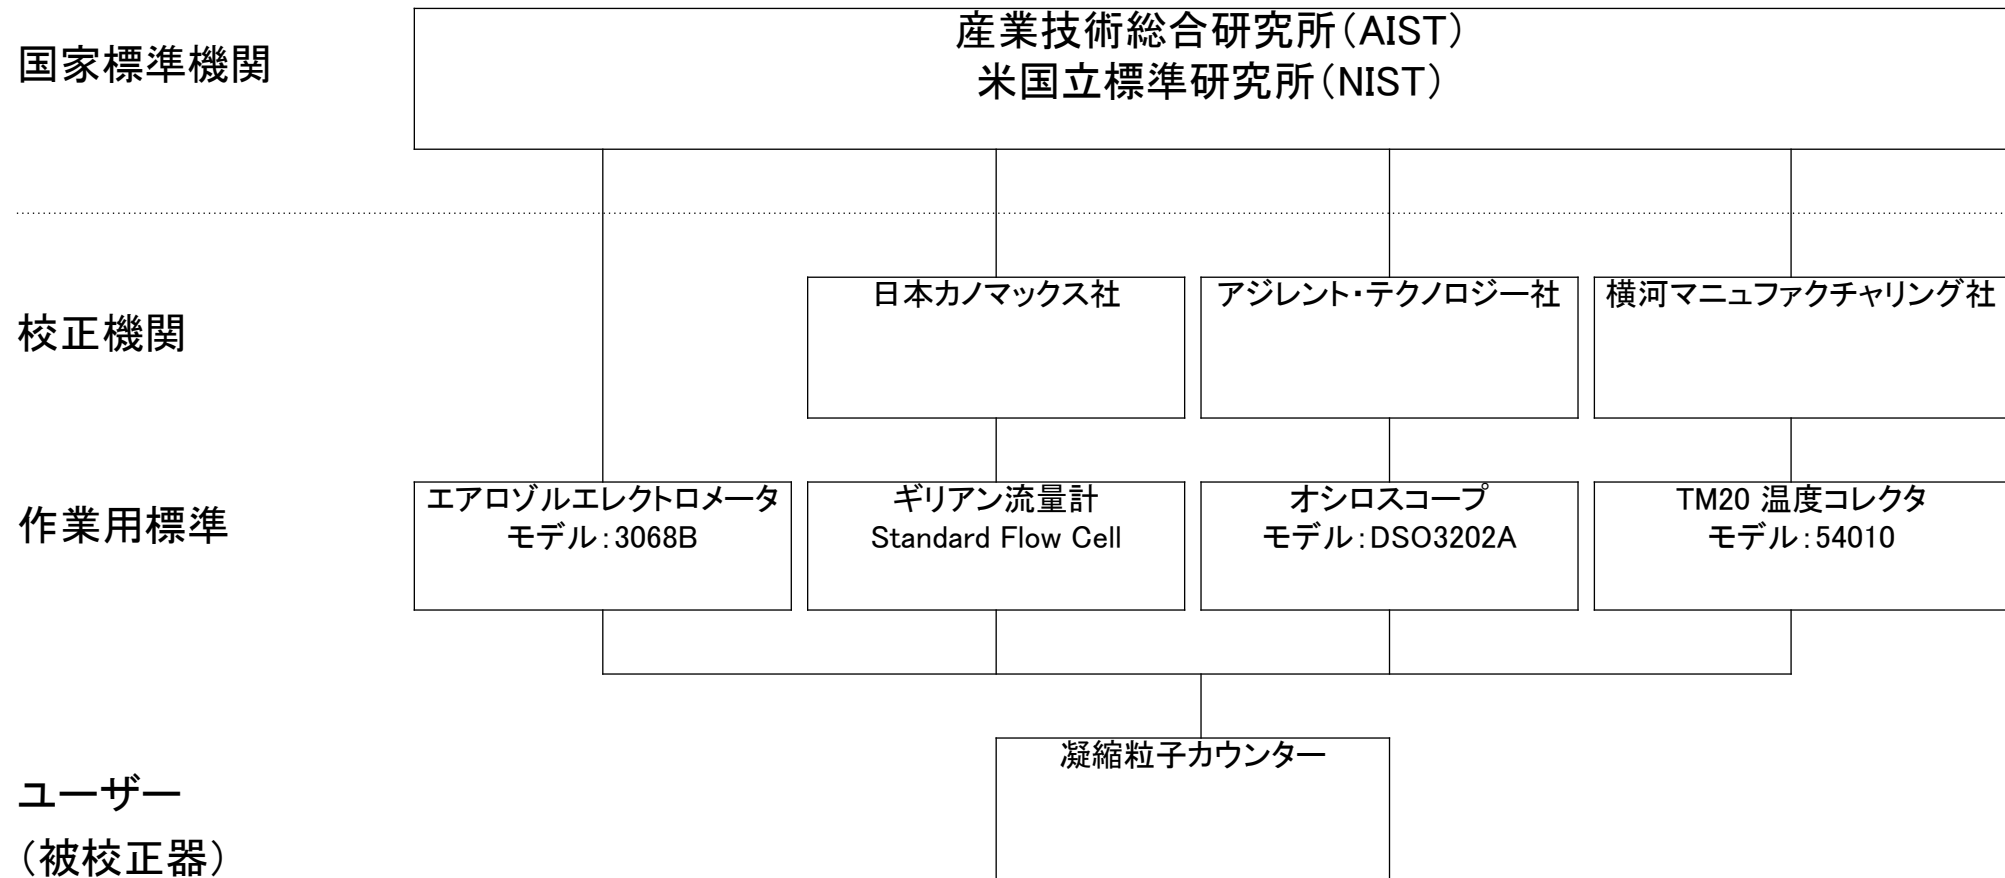 国家標準機関
産業技術総合研究所(AIST)
米国立標準研究所(NIST)
校正機関
日本カノマックス社
アジレント・テクノロジー社
横河マニュファクチャリング社
作業用標準
エアロゾルエレクトロメータ
モデル:3068B
ギリアン流量計
Standard Flow Cell
オシロスコープ
モデル:DSO3202A
TM20 温度コレクタ
モデル:54010
ユーザー
(被校正器)
凝縮粒子カウンター